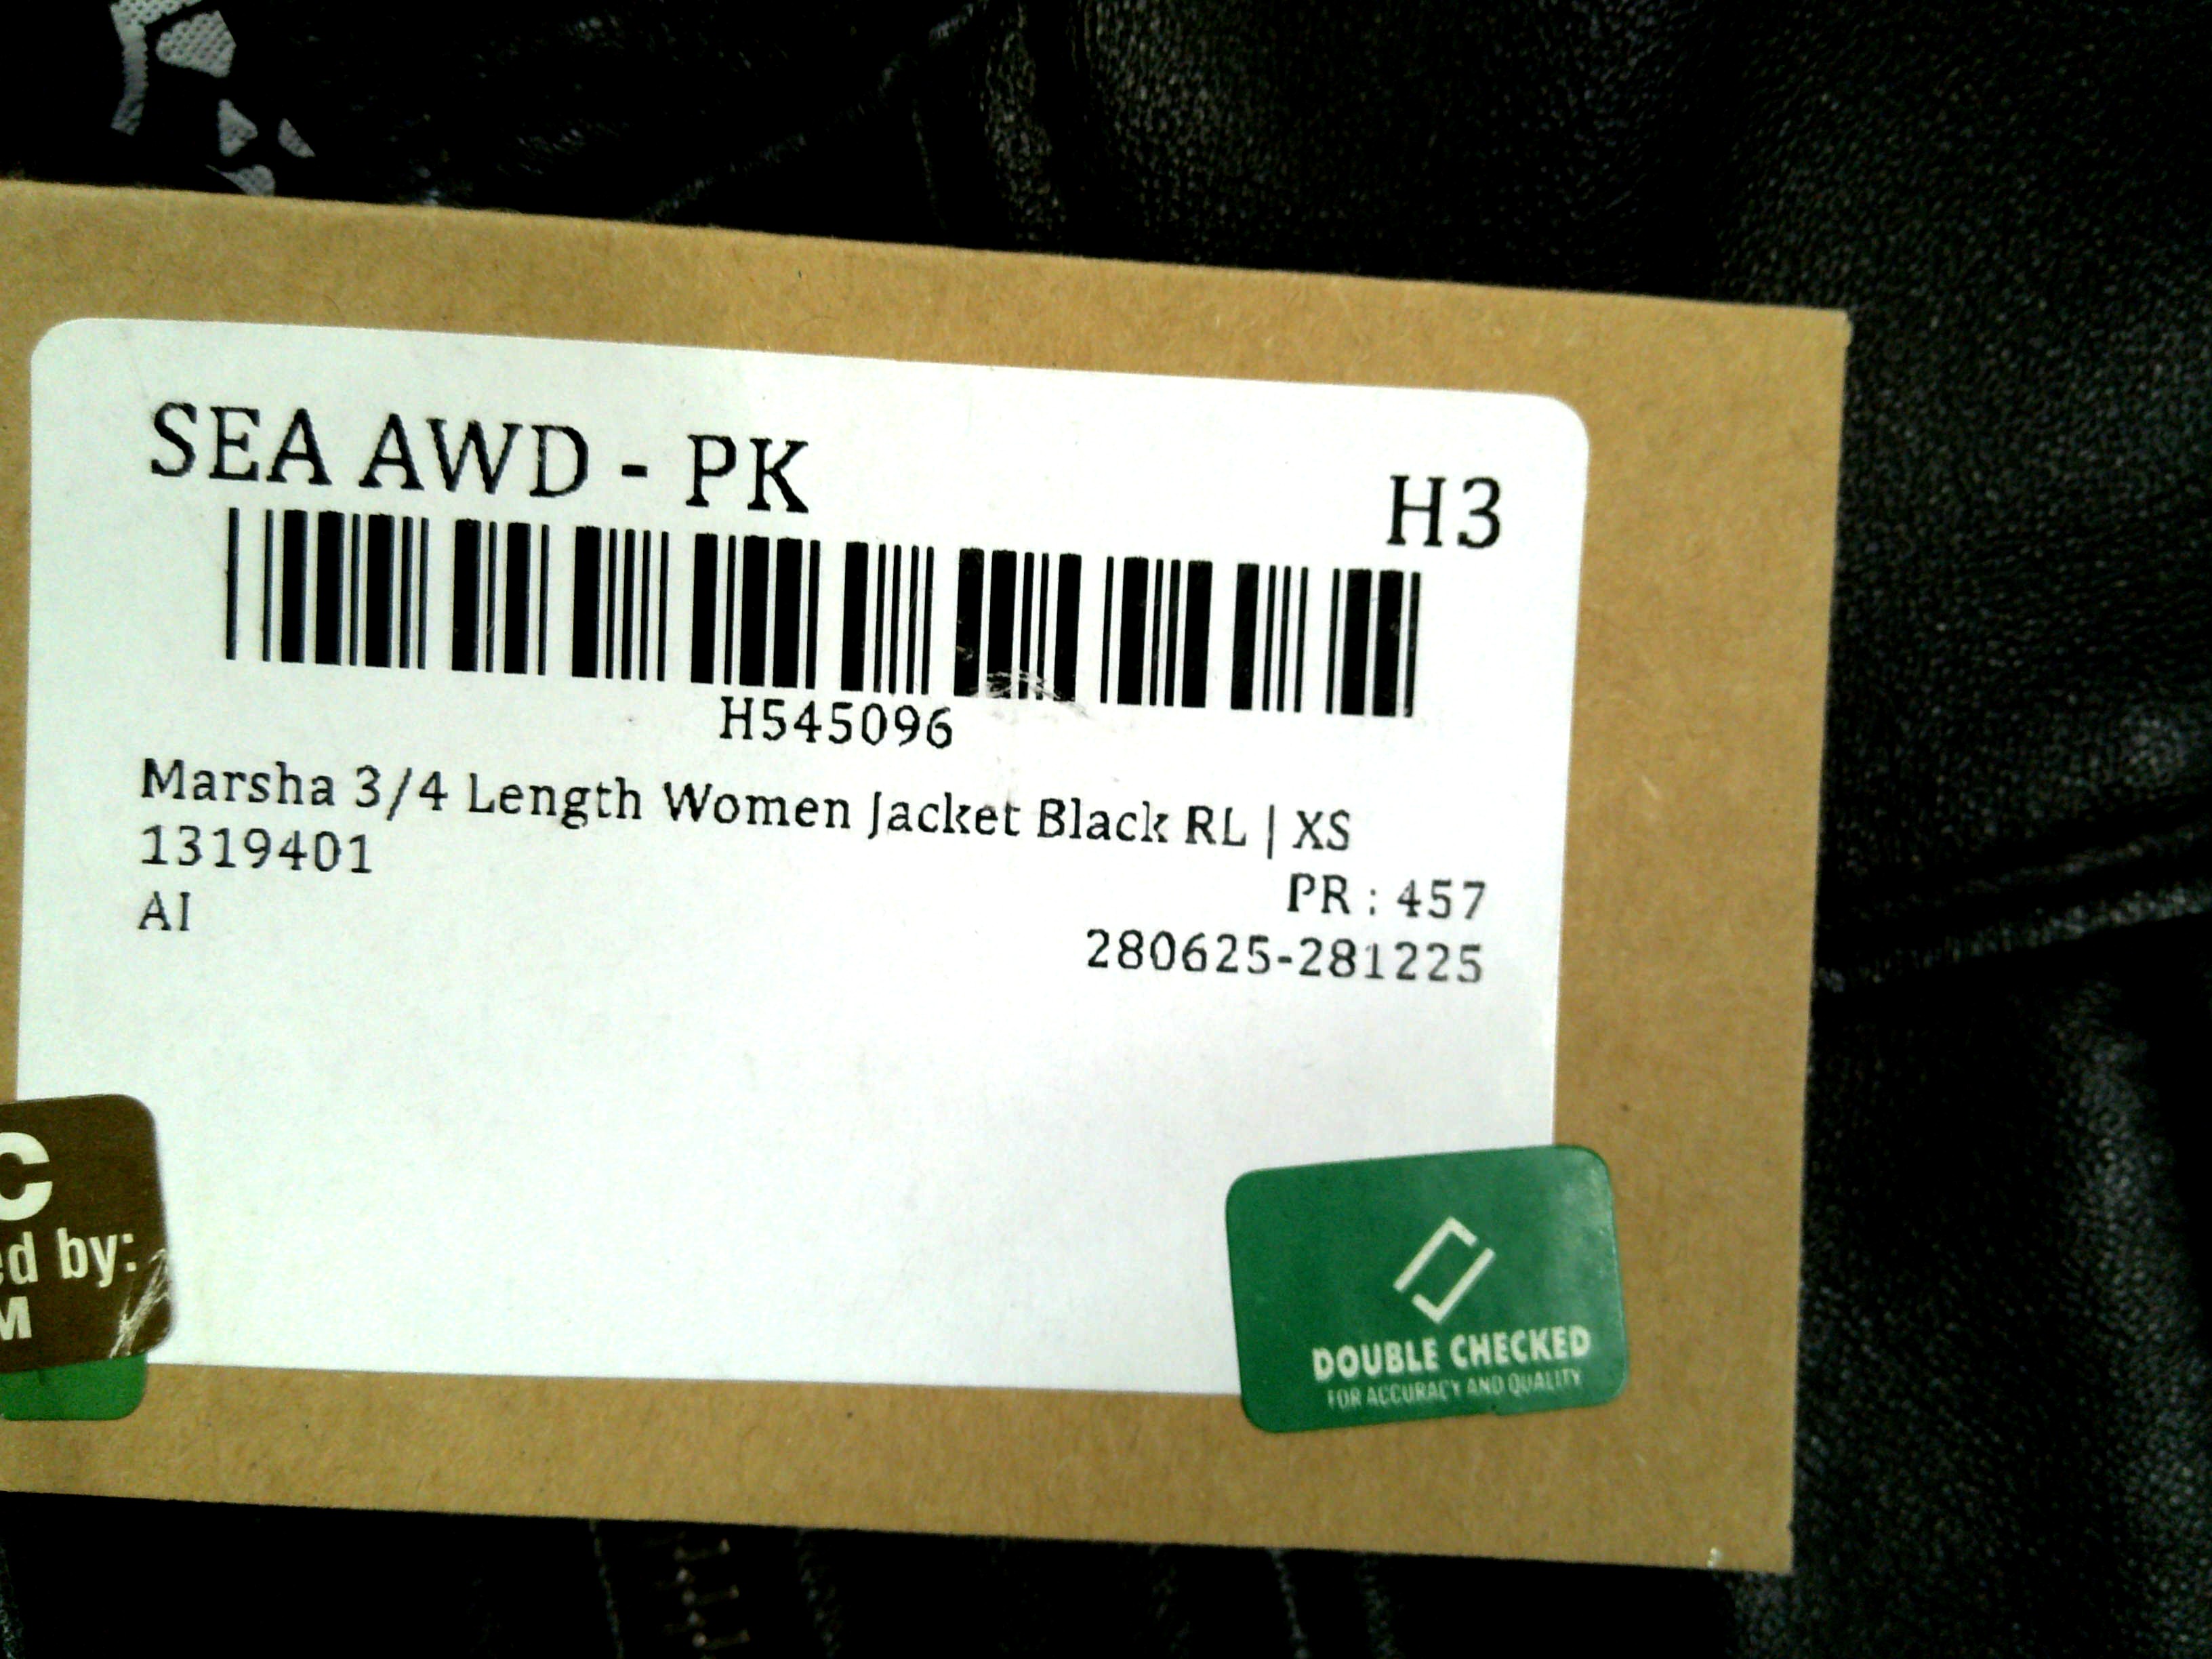 SEA AWD - PK
H3
H545096
Marsha 3/4 Length Women Jacket Black RL | XS
1319401
PR : 457
AI
280625-281225
C
ed by:
M
DOUBLE CHECKED
FOR ACCURACY AND QUALITY